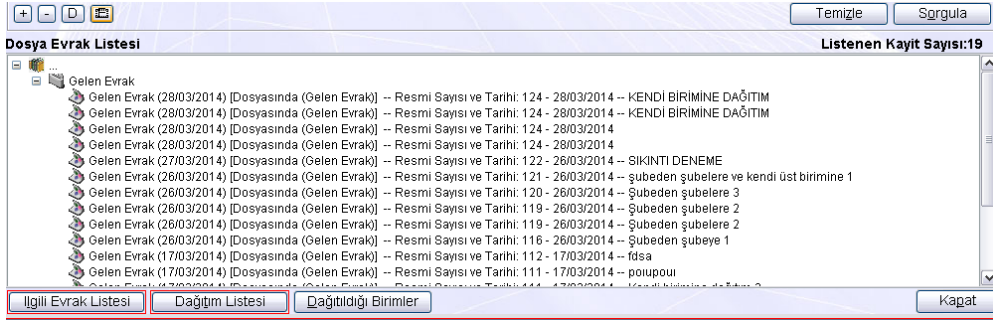 + - D Temizle Sorgula
Dosya Evrak Listesi Listenen Kayit Sayısı:19
...
Gelen Evrak
Gelen Evrak (28/03/2014) [Dosyasında (Gelen Evrak)] -- Resmi Sayısı ve Tarihi: 124 - 28/03/2014 -- KENDİ BİRİMİNE DAĞITIM
Gelen Evrak (28/03/2014) [Dosyasında (Gelen Evrak)] -- Resmi Sayısı ve Tarihi: 124 - 28/03/2014 -- KENDİ BİRİMİNE DAĞITIM
Gelen Evrak (28/03/2014) [Dosyasında (Gelen Evrak)] -- Resmi Sayısı ve Tarihi: 124 - 28/03/2014
Gelen Evrak (28/03/2014) [Dosyasında (Gelen Evrak)] -- Resmi Sayısı ve Tarihi: 124 - 28/03/2014
Gelen Evrak (27/03/2014) [Dosyasında (Gelen Evrak)] -- Resmi Sayısı ve Tarihi: 122 - 26/03/2014 -- SIKINTI DENEME
Gelen Evrak (26/03/2014) [Dosyasında (Gelen Evrak)] -- Resmi Sayısı ve Tarihi: 121 - 26/03/2014 -- şubeden şubelere ve kendi üst birimine 1
Gelen Evrak (26/03/2014) [Dosyasında (Gelen Evrak)] -- Resmi Sayısı ve Tarihi: 120 - 26/03/2014 -- Şubeden şubelere 3
Gelen Evrak (26/03/2014) [Dosyasında (Gelen Evrak)] -- Resmi Sayısı ve Tarihi: 119 - 26/03/2014 -- Şubeden şubelere 2
Gelen Evrak (26/03/2014) [Dosyasında (Gelen Evrak)] -- Resmi Sayısı ve Tarihi: 119 - 26/03/2014 -- Şubeden şubelere 2
Gelen Evrak (26/03/2014) [Dosyasında (Gelen Evrak)] -- Resmi Sayısı ve Tarihi: 116 - 26/03/2014 -- Şubeden şubeye 1
Gelen Evrak (17/03/2014) [Dosyasında (Gelen Evrak)] -- Resmi Sayısı ve Tarihi: 112 - 17/03/2014 -- fdsa
Gelen Evrak (17/03/2014) [Dosyasında (Gelen Evrak)] -- Resmi Sayısı ve Tarihi: 111 - 17/03/2014 -- poıupouı
İlgili Evrak Listesi Dağıtım Listesi Dağıtıldığı Birimler Kapat